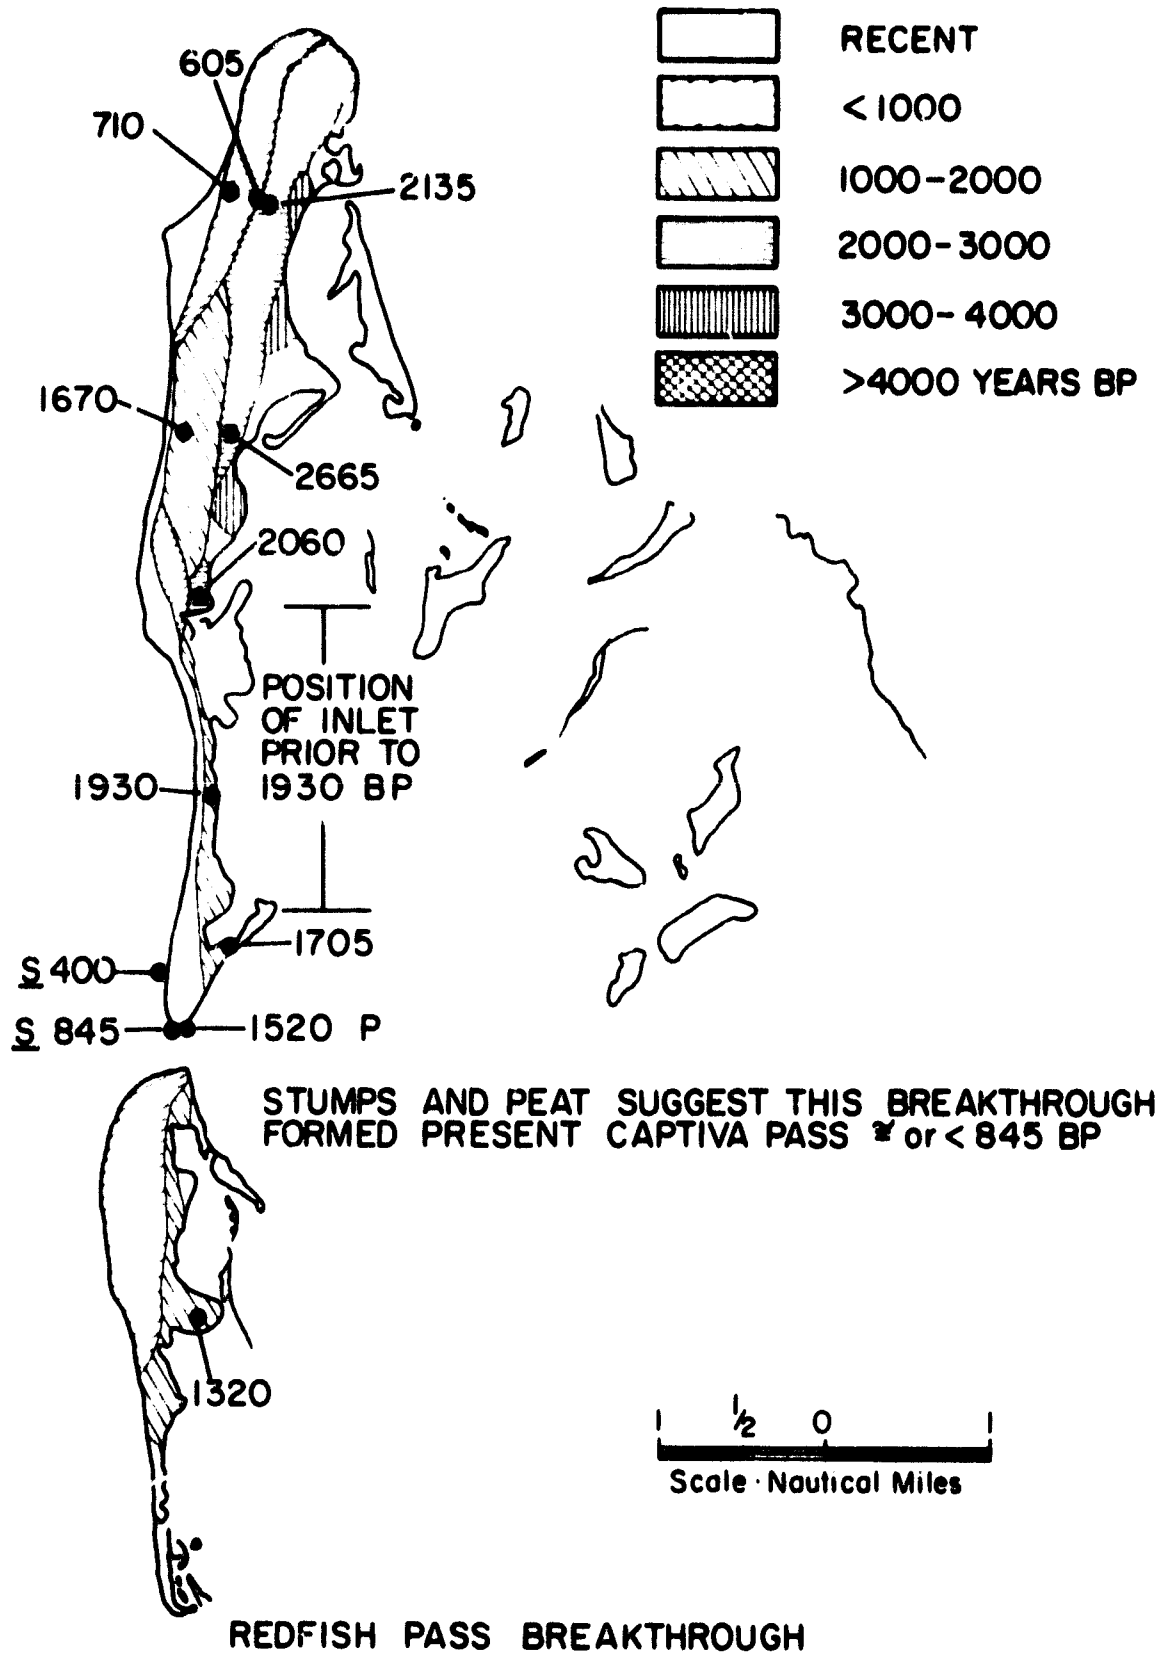 RECENT
<1000
1000-2000
2000-3000
3000-4000
>4000 YEARS BP
605
710
2135
1670
2665
2060
POSITION
OF INLET
PRIOR TO
1930 BP
1930
1705
S 400
S 845
1520 P
STUMPS AND PEAT SUGGEST THIS BREAKTHROUGH
FORMED PRESENT CAPTIVA PASS ≈ or < 845 BP
1320
1 ½ 0 1
Scale · Nautical Miles
REDFISH PASS BREAKTHROUGH